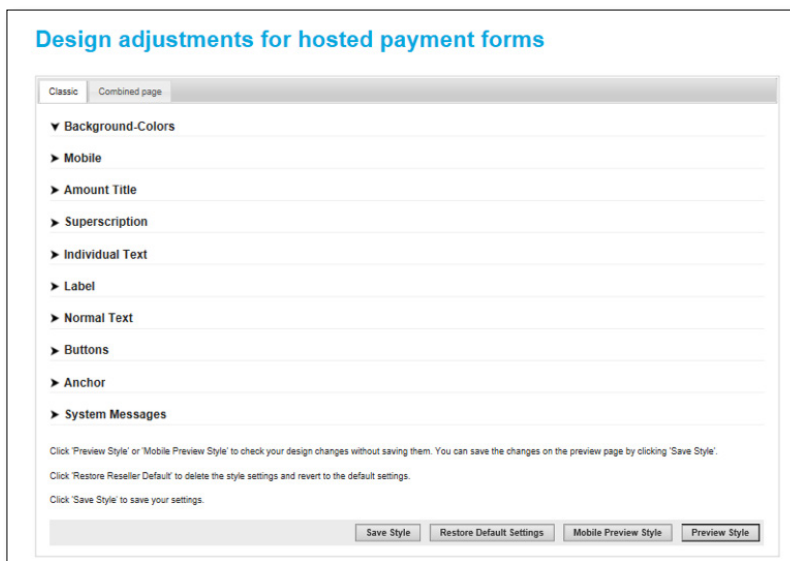 Design adjustments for hosted payment forms
Classic Combined page
Background-Colors
Mobile
Amount Title
Superscription
Individual Text
Label
Normal Text
Buttons
Anchor
System Messages
Click 'Preview Style' or 'Mobile Preview Style' to check your design changes without saving them. You can save the changes on the preview page by clicking 'Save Style'.
Click 'Restore Reseller Default' to delete the style settings and revert to the default settings.
Click 'Save Style' to save your settings.
Save Style Restore Default Settings Mobile Preview Style Preview Style